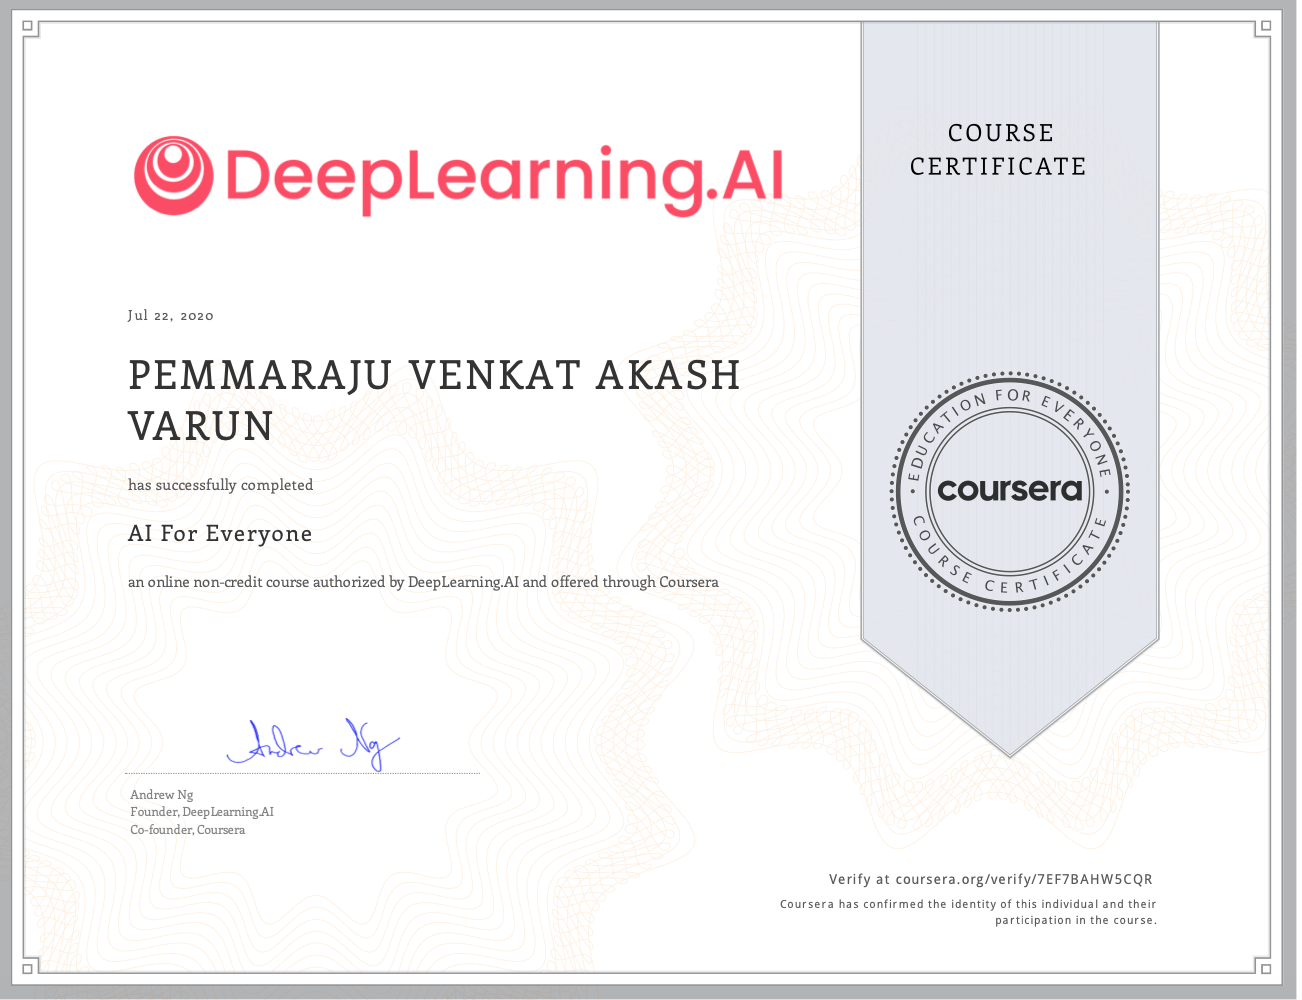 DeepLearning.AI
COURSE
CERTIFICATE
Jul 22, 2020
PEMMARAJU VENKAT AKASH
VARUN
has successfully completed
AI For Everyone
an online non-credit course authorized by DeepLearning.AI and offered through Coursera
EDUCATION FOR EVERYONE
coursera
COURSE CERTIFICATE
Andrew Ng
Andrew Ng
Founder, DeepLearning.AI
Co-founder, Coursera
Verify at coursera.org/verify/7EF7BAHW5CQR
Coursera has confirmed the identity of this individual and their
participation in the course.